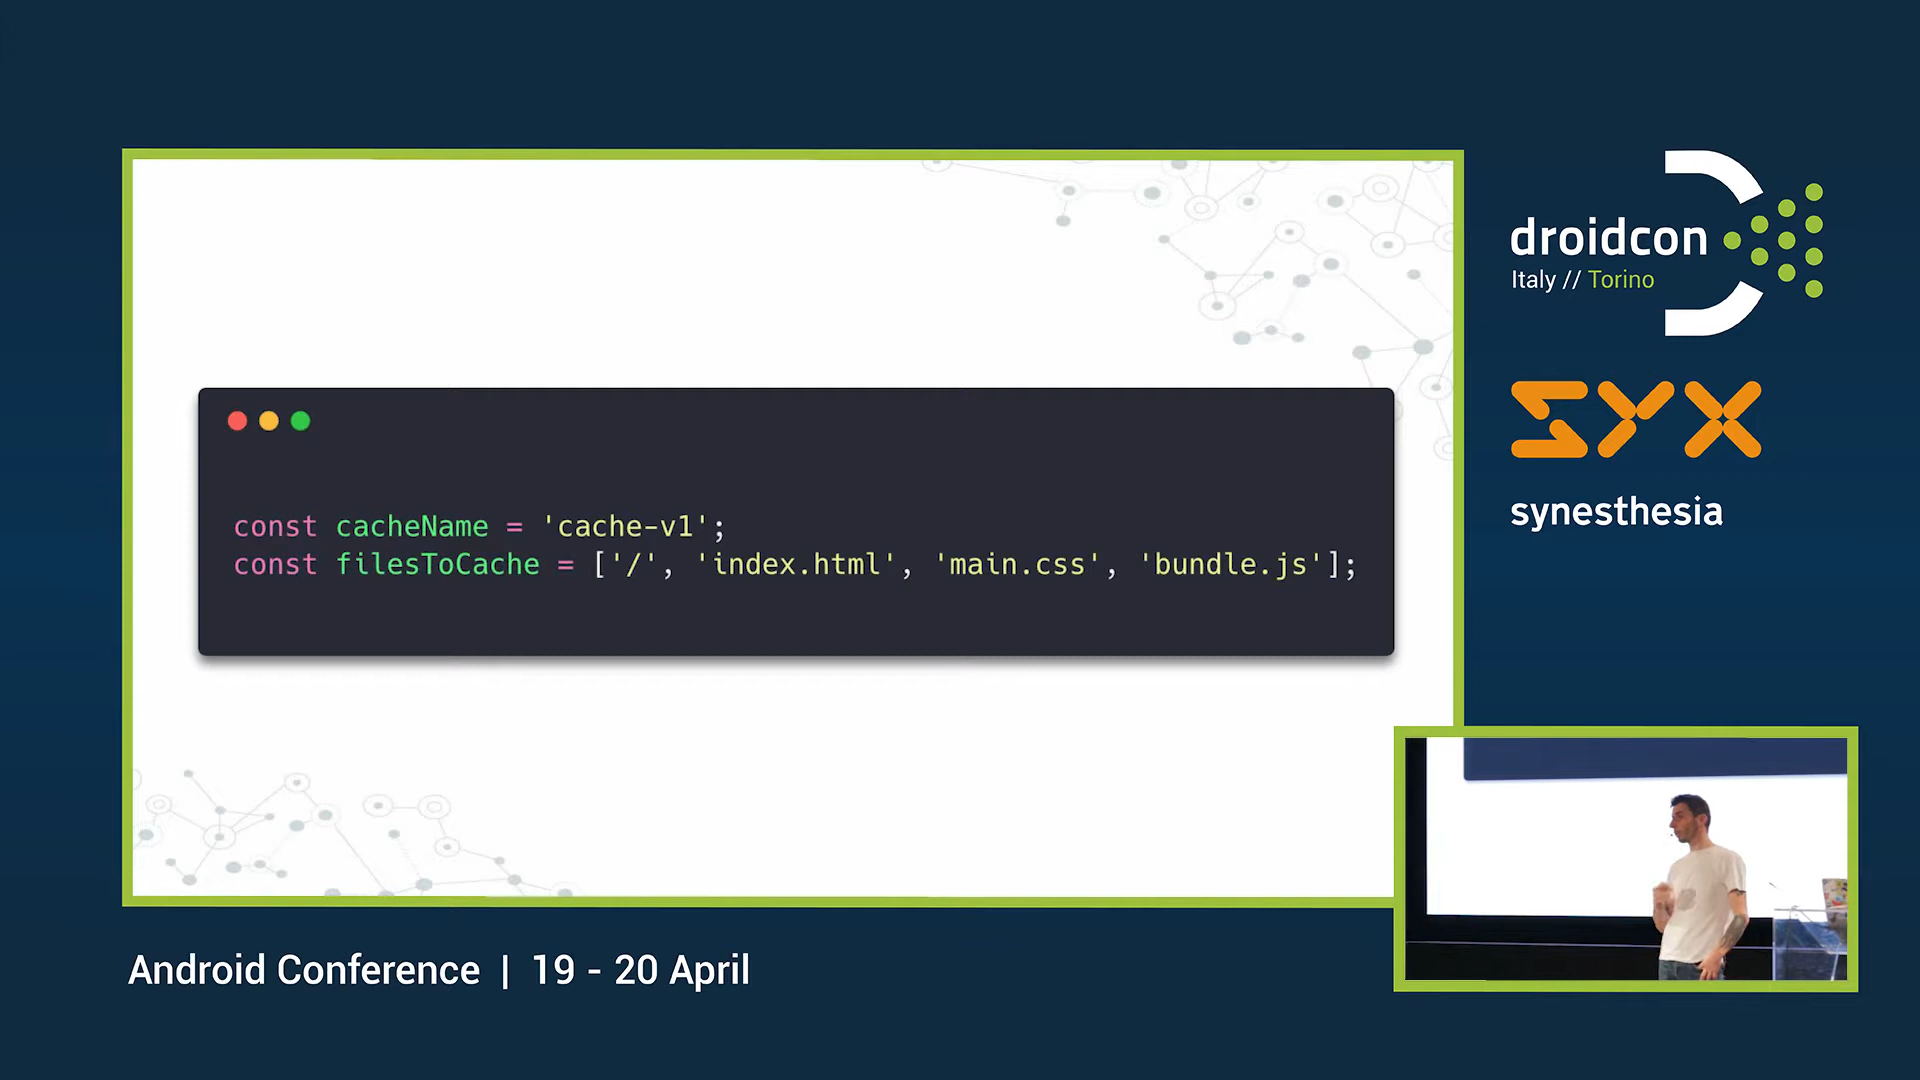 const cacheName = 'cache-v1';
const filesToCache = ['/', 'index.html', 'main.css', 'bundle.js'];
droidcon
Italy // Torino
SYX
synesthesia
Android Conference | 19 - 20 April